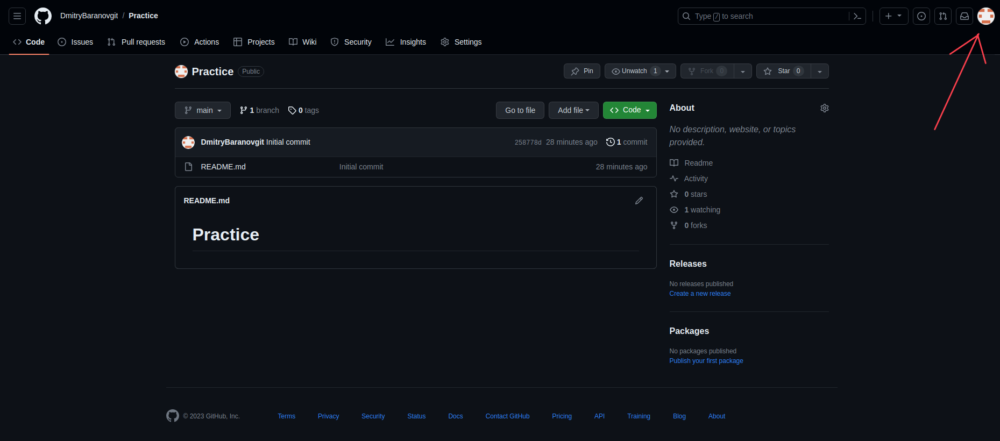 DmitryBaranovgit / Practice
Type / to search
Code Issues Pull requests Actions Projects Wiki Security Insights Settings
Practice Public
Pin Unwatch 1 Fork 0 Star 0
main 1 branch 0 tags
Go to file Add file Code
DmitryBaranovgit Initial commit 258778d 28 minutes ago 1 commit
README.md Initial commit 28 minutes ago
README.md
Practice
About
No description, website, or topics
provided.
Readme
Activity
0 stars
1 watching
0 forks
Releases
No releases published
Create a new release
Packages
No packages published
Publish your first package
© 2023 GitHub, Inc. Terms Privacy Security Status Docs Contact GitHub Pricing API Training Blog About